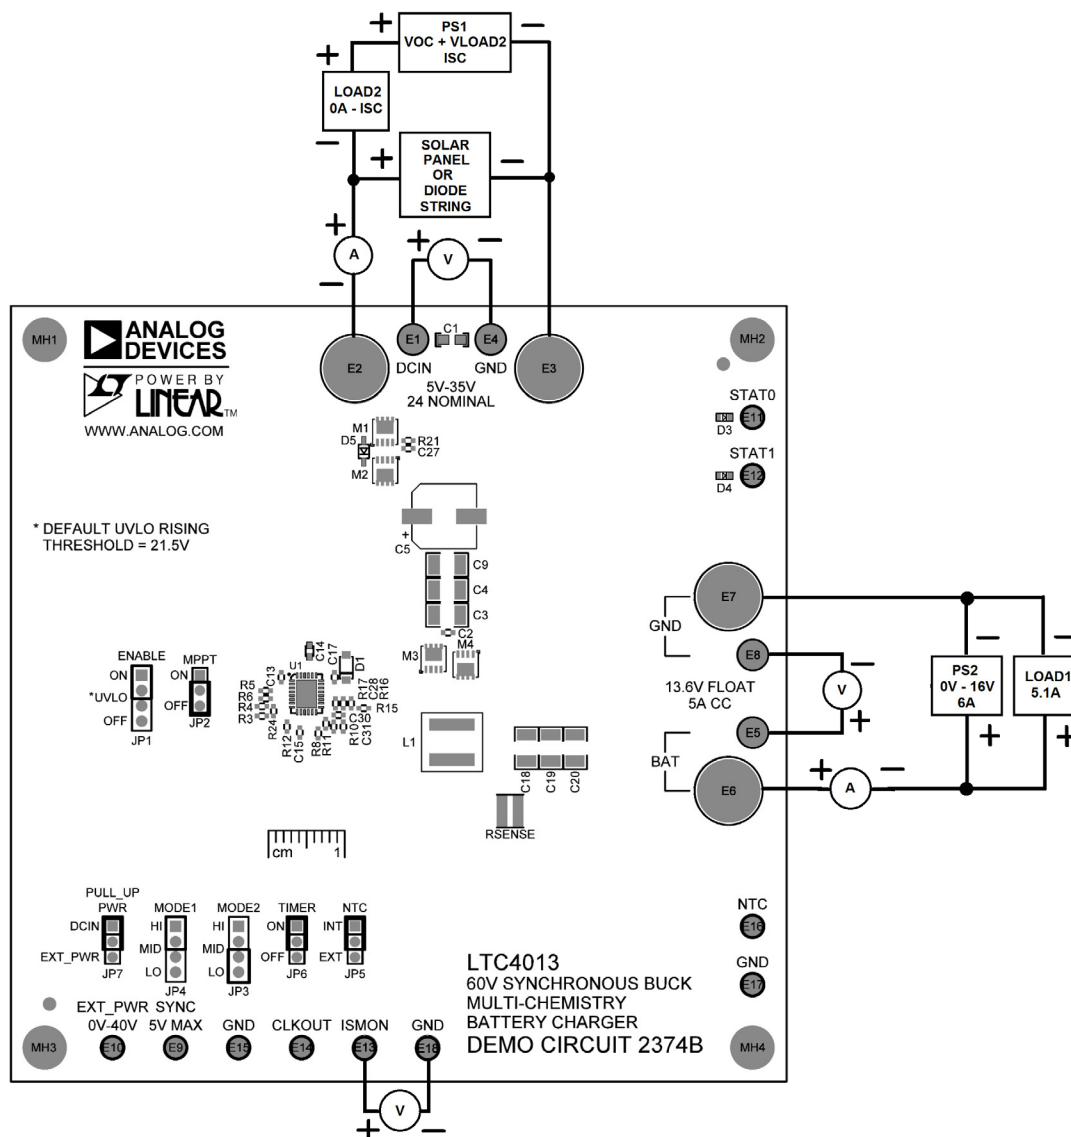 PS1
VOC + VLOAD2
ISC
+
−
+
LOAD2
0A - ISC
−
+
SOLAR
PANEL
OR
DIODE
STRING
−
+
A
−
+
V
−
MH1
ANALOG
DEVICES
POWER BY
LINEAR™
WWW.ANALOG.COM
E2
E1
C1
E4
E3
DCIN
GND
5V-35V
24 NOMINAL
MH2
STAT0
E11
D3
STAT1
E12
D4
M1
D5
R21
C27
M2
* DEFAULT UVLO RISING
THRESHOLD = 21.5V
+
C5
C9
C4
C3
C2
M3
M4
E7
GND
E8
13.6V FLOAT
5A CC
E5
BAT
E6
−
V
+
+
A
−
−
PS2
0V - 16V
6A
+
−
LOAD1
5.1A
+
ENABLE
ON
*UVLO
OFF
JP1
MPPT
ON
OFF
JP2
U1
C14
C17
D1
C13
R5
R6
R4
R3
R24
R12
C15
R8
R11
R10
C31
C30
R17
C28
R16
R15
L1
C18
C19
C20
RSENSE
cm
1
PULL_UP
PWR
DCIN
EXT_PWR
JP7
MODE1
HI
MID
LO
JP4
MODE2
HI
MID
LO
JP3
TIMER
ON
OFF
JP6
NTC
INT
EXT
JP5
NTC
E16
GND
E17
LTC4013
60V SYNCHRONOUS BUCK
MULTI-CHEMISTRY
BATTERY CHARGER
DEMO CIRCUIT 2374B
EXT_PWR SYNC
0V-40V 5V MAX GND CLKOUT ISMON GND
MH3
E10
E9
E15
E14
E13
E18
MH4
+
V
−